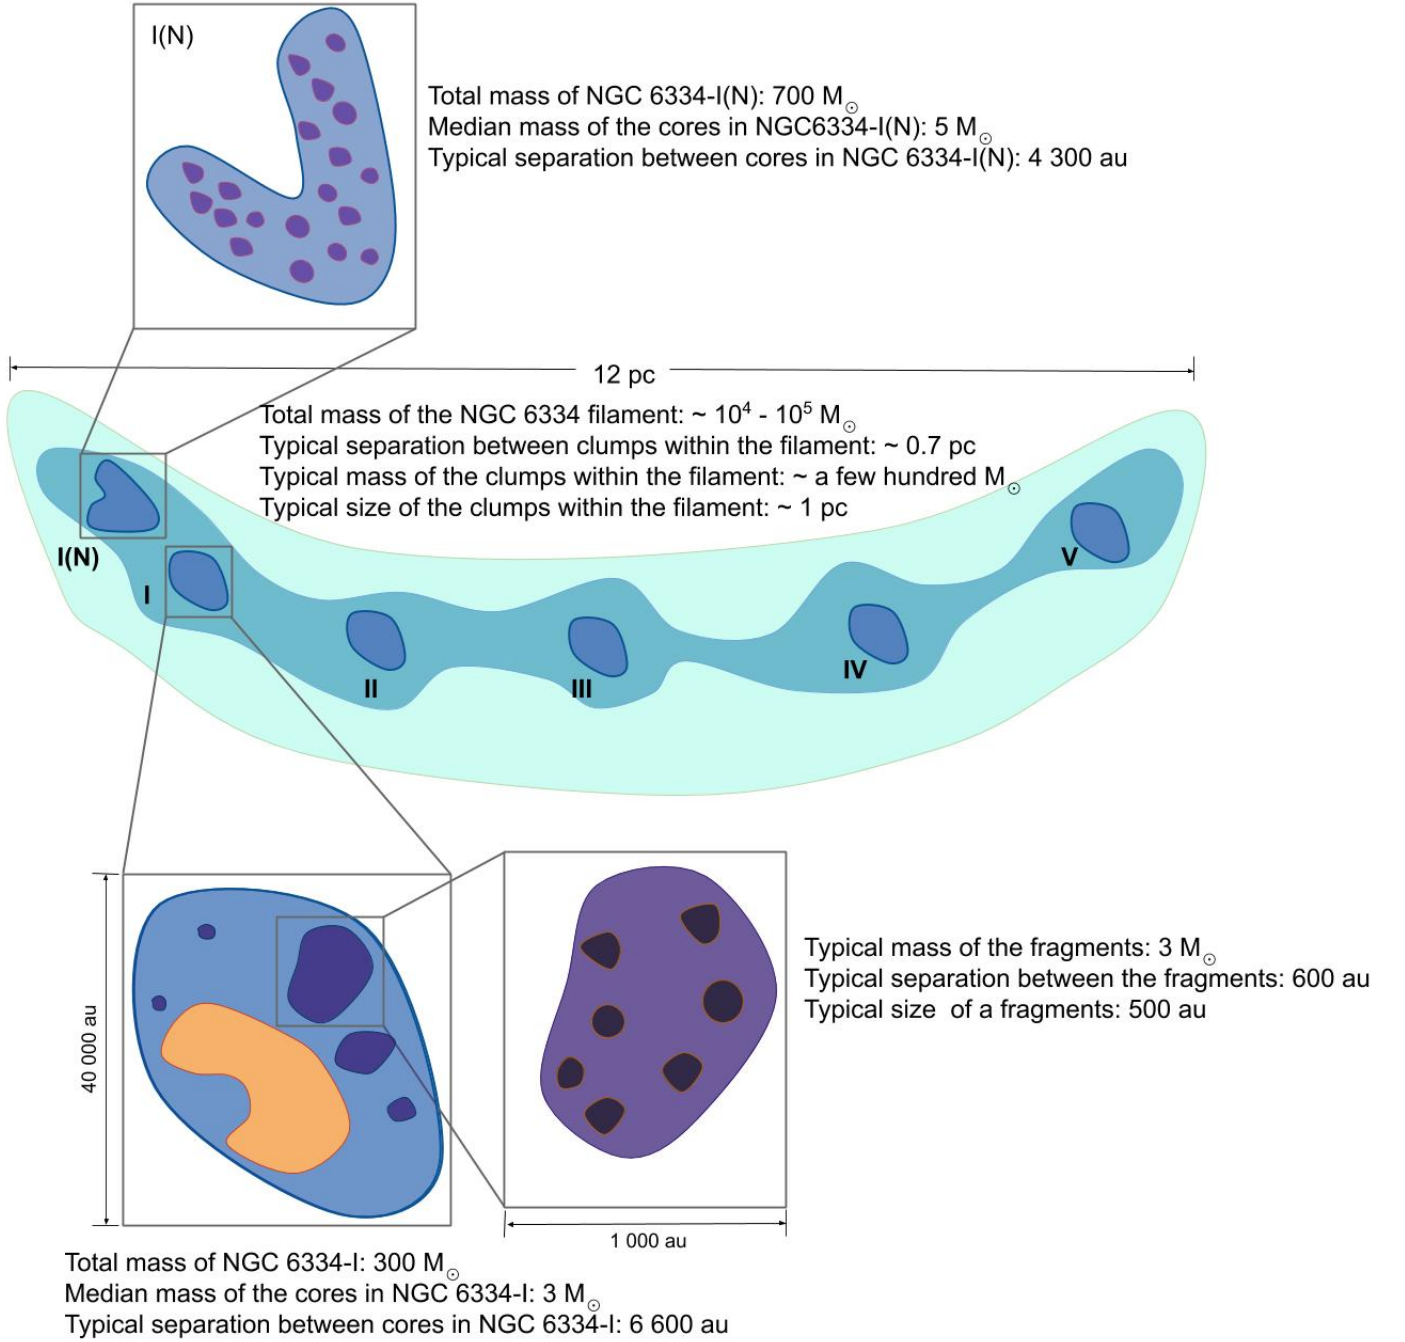 I(N)
Total mass of NGC 6334-I(N): 700 M☉
Median mass of the cores in NGC6334-I(N): 5 M☉
Typical separation between cores in NGC 6334-I(N): 4 300 au
12 pc
Total mass of the NGC 6334 filament: ~ 10⁴ - 10⁵ M☉
Typical separation between clumps within the filament: ~ 0.7 pc
Typical mass of the clumps within the filament: ~ a few hundred M☉
Typical size of the clumps within the filament: ~ 1 pc
I(N)
I
II
III
IV
V
40 000 au
Typical mass of the fragments: 3 M☉
Typical separation between the fragments: 600 au
Typical size of a fragments: 500 au
1 000 au
Total mass of NGC 6334-I: 300 M☉
Median mass of the cores in NGC 6334-I: 3 M☉
Typical separation between cores in NGC 6334-I: 6 600 au